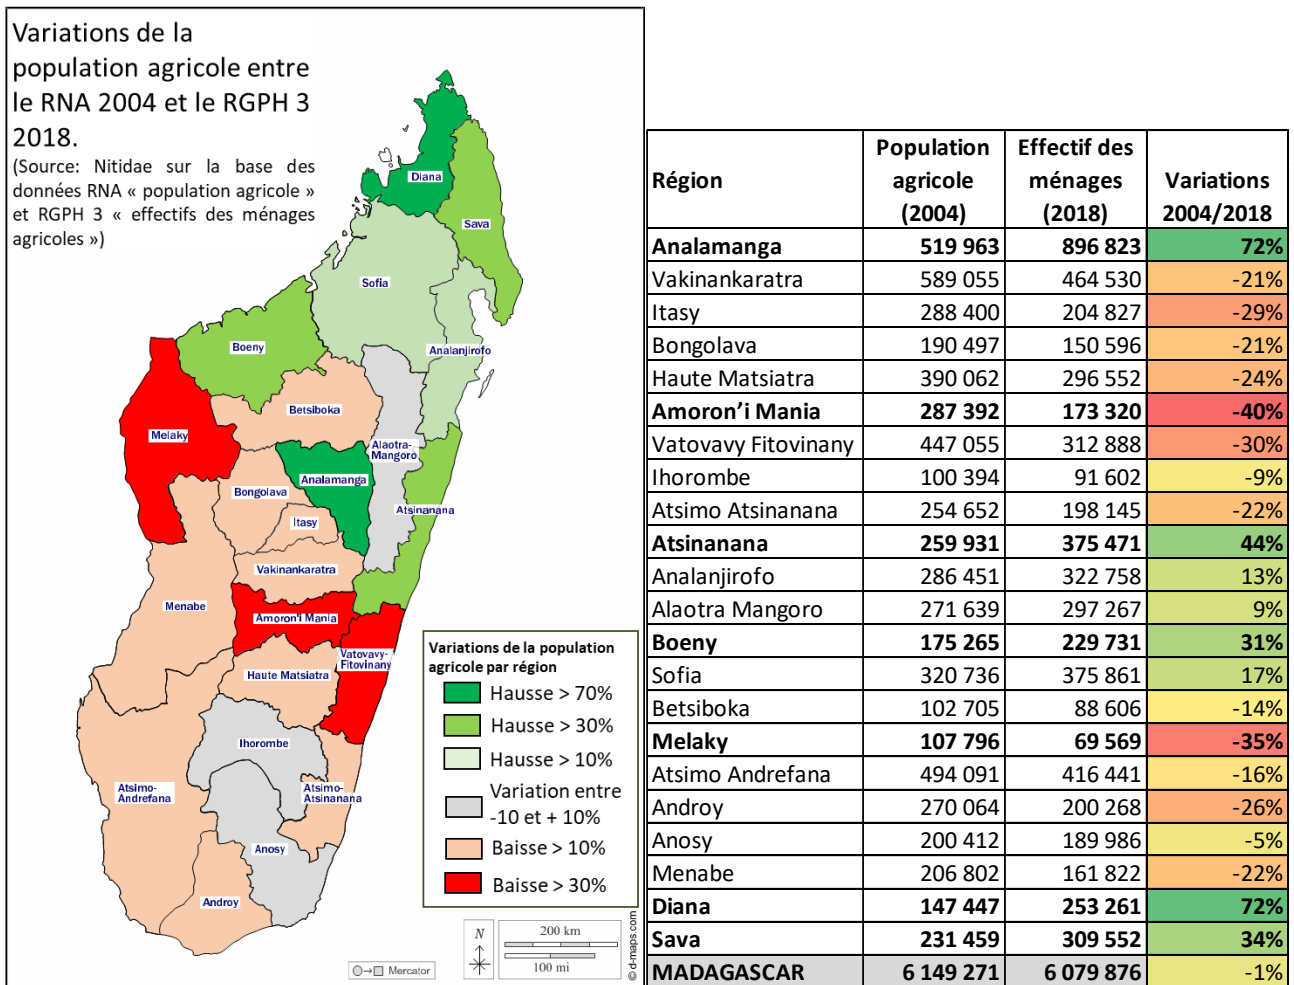 Variations de la
population agricole entre
le RNA 2004 et le RGPH 3
2018.
(Source: Nitidae sur la base des
données RNA « population agricole »
et RGPH 3 « effectifs des ménages
agricoles »)
Diana
Sava
Sofia
Boeny
Analanjirofo
Betsiboka
Melaky
Alaotra-
Mangoro
Analamanga
Bongolava
Atsinanana
Itasy
Vakinankaratra
Menabe
Amoron'i Mania
Vatovavy-
Fitovinany
Haute Matsiatra
Ihorombe
Atsimo-
Andrefana
Atsimo-
Atsinanana
Anosy
Androy
Variations de la population
agricole par région
Hausse > 70%
Hausse > 30%
Hausse > 10%
Variation entre
-10 et + 10%
Baisse > 10%
Baisse > 30%
Mercator
N
200 km
100 mi
© d-maps.com
Région Population agricole (2004) Effectif des ménages (2018) Variations 2004/2018
Analamanga 519 963 896 823 72%
Vakinankaratra 589 055 464 530 -21%
Itasy 288 400 204 827 -29%
Bongolava 190 497 150 596 -21%
Haute Matsiatra 390 062 296 552 -24%
Amoron’i Mania 287 392 173 320 -40%
Vatovavy Fitovinany 447 055 312 888 -30%
Ihorombe 100 394 91 602 -9%
Atsimo Atsinanana 254 652 198 145 -22%
Atsinanana 259 931 375 471 44%
Analanjirofo 286 451 322 758 13%
Alaotra Mangoro 271 639 297 267 9%
Boeny 175 265 229 731 31%
Sofia 320 736 375 861 17%
Betsiboka 102 705 88 606 -14%
Melaky 107 796 69 569 -35%
Atsimo Andrefana 494 091 416 441 -16%
Androy 270 064 200 268 -26%
Anosy 200 412 189 986 -5%
Menabe 206 802 161 822 -22%
Diana 147 447 253 261 72%
Sava 231 459 309 552 34%
MADAGASCAR 6 149 271 6 079 876 -1%